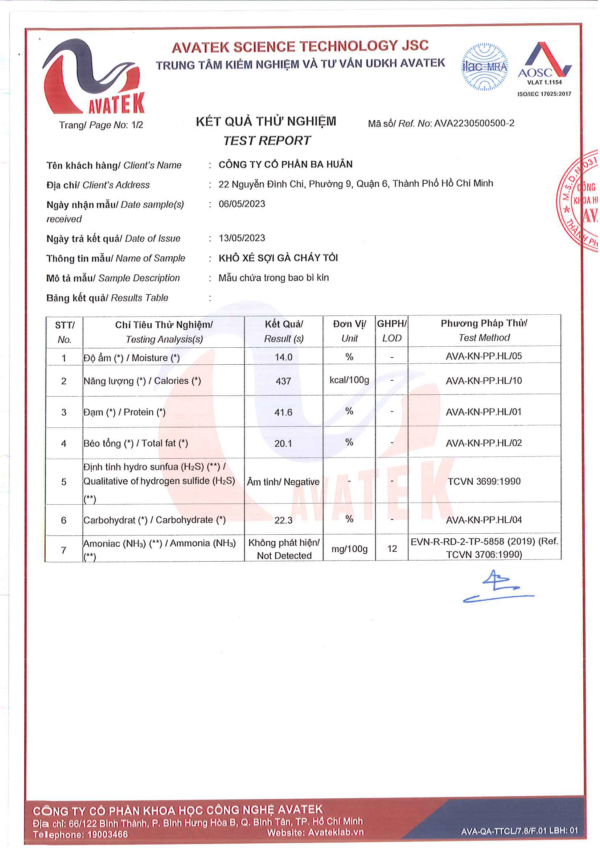 AVATEK SCIENCE TECHNOLOGY JSC
TRUNG TÂM KIỂM NGHIỆM VÀ TƯ VẤN UDKH AVATEK
AVATEK
ilac-MRA
AOSC
VLAT 1.1154
ISO/IEC 17025:2017
Trang/ Page No: 1/2
KẾT QUẢ THỬ NGHIỆM
Mã số/ Ref. No: AVA2230500500-2
TEST REPORT
Tên khách hàng/ Client's Name : CÔNG TY CỔ PHẦN BA HUÂN
Địa chỉ/ Client's Address : 22 Nguyễn Đình Chi, Phường 9, Quận 6, Thành Phố Hồ Chí Minh
Ngày nhận mẫu/ Date sample(s) : 06/05/2023
received
Ngày trả kết quả/ Date of Issue : 13/05/2023
Thông tin mẫu/ Name of Sample : KHÔ XÉ SỢI GÀ CHÁY TỎI
Mô tả mẫu/ Sample Description : Mẫu chứa trong bao bì kín
Bảng kết quả/ Results Table :
STT/ Chỉ Tiêu Thử Nghiệm/ Kết Quả/ Đơn Vị/ GHPH/ Phương Pháp Thử/
No. Testing Analysis(s) Result (s) Unit LOD Test Method
1 Độ ẩm (*) / Moisture (*) 14.0 % - AVA-KN-PP.HL/05
2 Năng lượng (*) / Calories (*) 437 kcal/100g - AVA-KN-PP.HL/10
3 Đạm (*) / Protein (*) 41.6 % - AVA-KN-PP.HL/01
4 Béo tổng (*) / Total fat (*) 20.1 % - AVA-KN-PP.HL/02
Định tính hydro sunfua (H₂S) (**) /
5 Qualitative of hydrogen sulfide (H₂S) Âm tính/ Negative - - TCVN 3699:1990
(**)
6 Carbohydrat (*) / Carbohydrate (*) 22.3 % - AVA-KN-PP.HL/04
7 Amoniac (NH₃) (**) / Ammonia (NH₃) Không phát hiện/ mg/100g 12 EVN-R-RD-2-TP-5858 (2019) (Ref.
(**) Not Detected TCVN 3706:1990)
CÔNG TY CỔ PHẦN KHOA HỌC CÔNG NGHỆ AVATEK
Địa chỉ: 66/122 Bình Thành, P. Bình Hưng Hòa B, Q. Bình Tân, TP. Hồ Chí Minh
Telephone: 19003466 Website: Avateklab.vn
AVA-QA-TTCL/7.8/F.01 LBH: 01